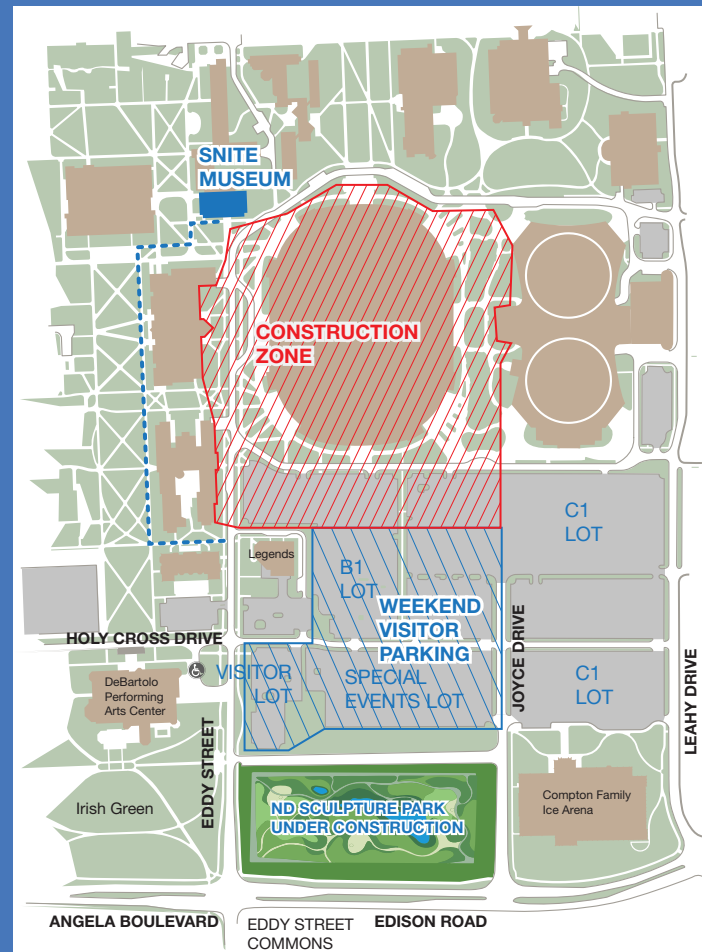 SNITE
MUSEUM
CONSTRUCTION
ZONE
C1
LOT
Legends
B1
LOT
WEEKEND
VISITOR
PARKING
HOLY CROSS DRIVE
VISITOR
LOT
SPECIAL
EVENTS LOT
JOYCE DRIVE
C1
LOT
LEAHY DRIVE
DeBartolo
Performing
Arts Center
EDDY STREET
Irish Green
ND SCULPTURE PARK
UNDER CONSTRUCTION
Compton Family
Ice Arena
ANGELA BOULEVARD
EDDY STREET
COMMONS
EDISON ROAD